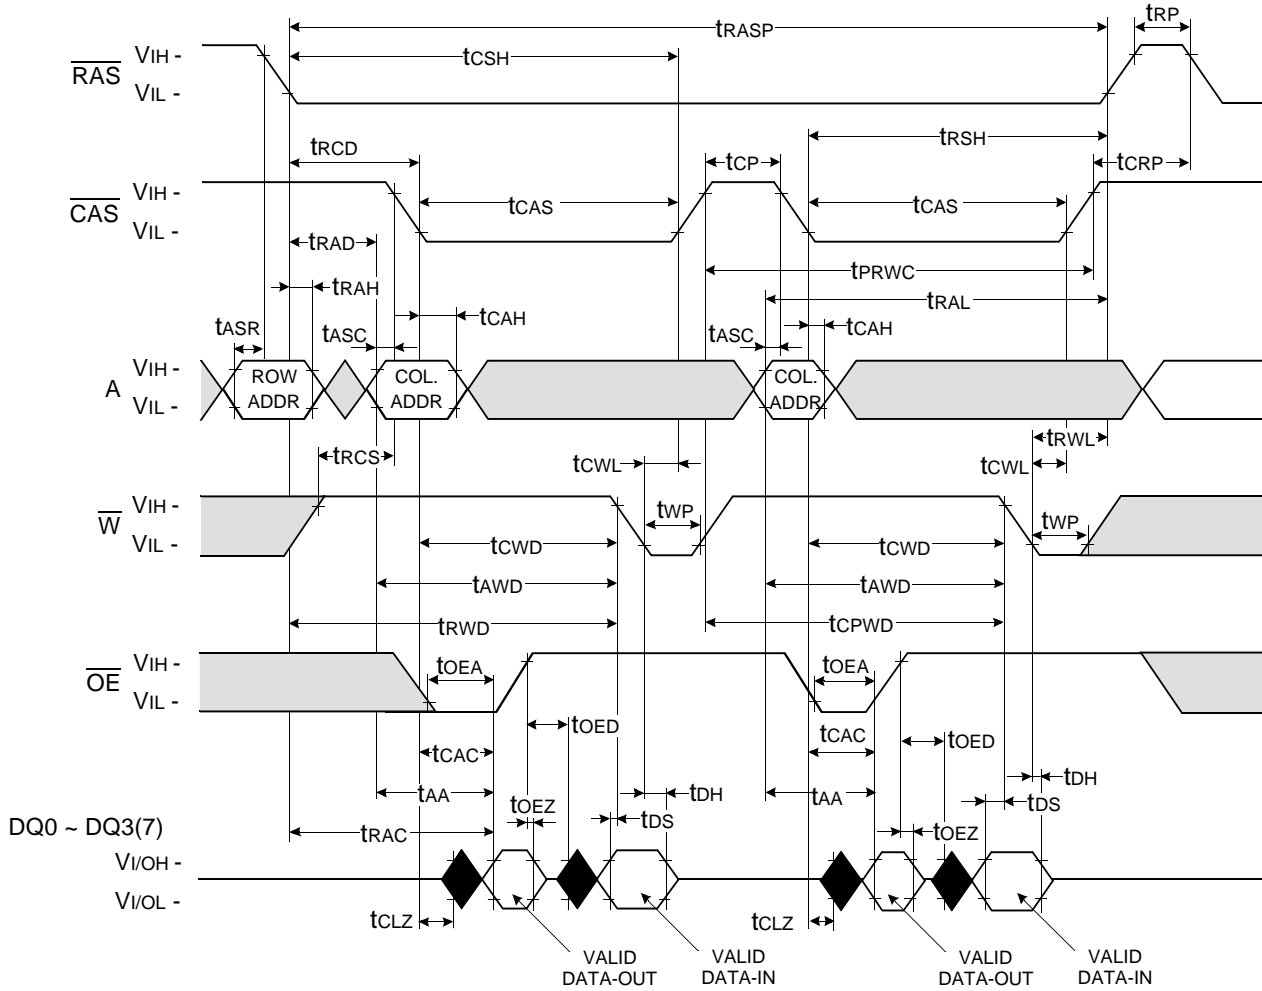 tRASP
tRP
VIH -
tCSH
RAS
VIL -
tRSH
tRCD
tCP
tCRP
VIH -
CAS
tCAS
tCAS
VIL -
tRAD
tPRWC
tRAH
tRAL
tASR
tASC
tCAH
tASC
tCAH
VIH -
A
ROW
ADDR
COL.
ADDR
COL.
ADDR
VIL -
tRWL
tRCS
tCWL
tCWL
VIH -
W
tWP
tWP
VIL -
tCWD
tCWD
tAWD
tAWD
tRWD
tCPWD
VIH -
OE
tOEA
tOEA
VIL -
tOED
tCAC
tCAC
tOED
tAA
tOEZ
tDH
tAA
tDH
tDS
DQ0 ~ DQ3(7)
tRAC
tDS
tOEZ
VI/OH -
VI/OL -
tCLZ
tCLZ
VALID
DATA-OUT
VALID
DATA-IN
VALID
DATA-OUT
VALID
DATA-IN